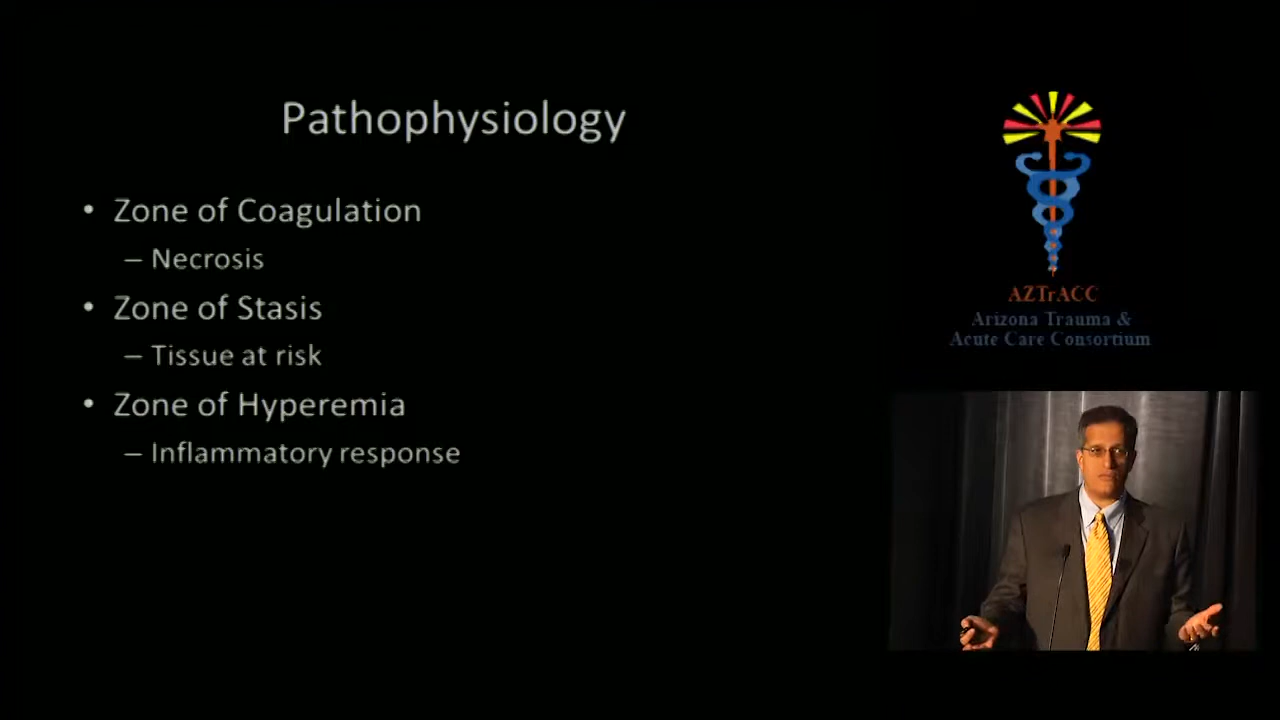 Pathophysiology
• Zone of Coagulation
– Necrosis
• Zone of Stasis
– Tissue at risk
• Zone of Hyperemia
– Inflammatory response
AZTrACC
Arizona Trauma &
Acute Care Consortium